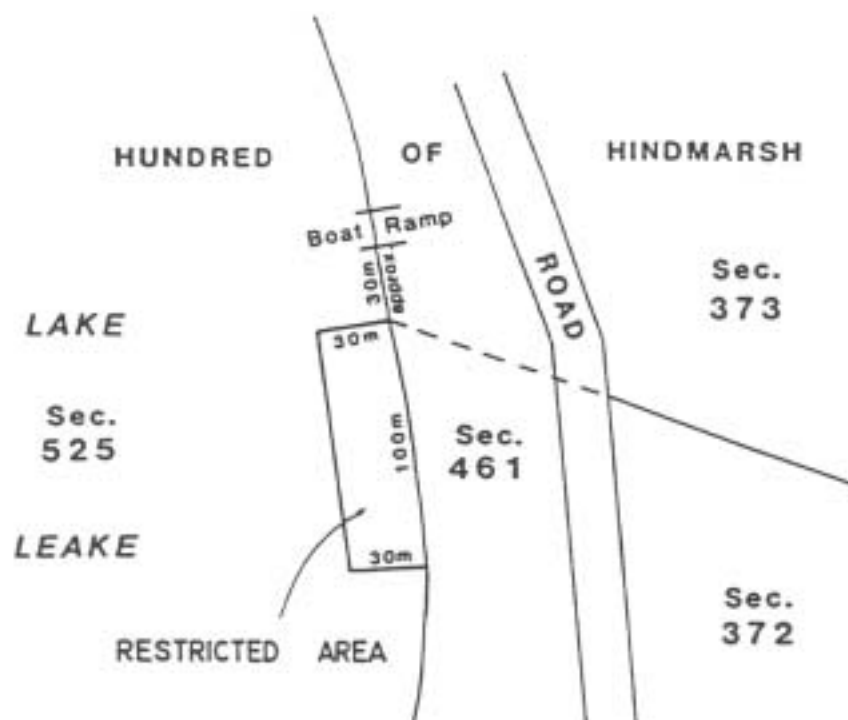 HUNDRED OF HINDMARSH
Boat Ramp
30m
approx.
ROAD
Sec.
373
LAKE
30m
Sec.
525
100m
Sec.
461
LEAKE
30m
Sec.
372
RESTRICTED AREA